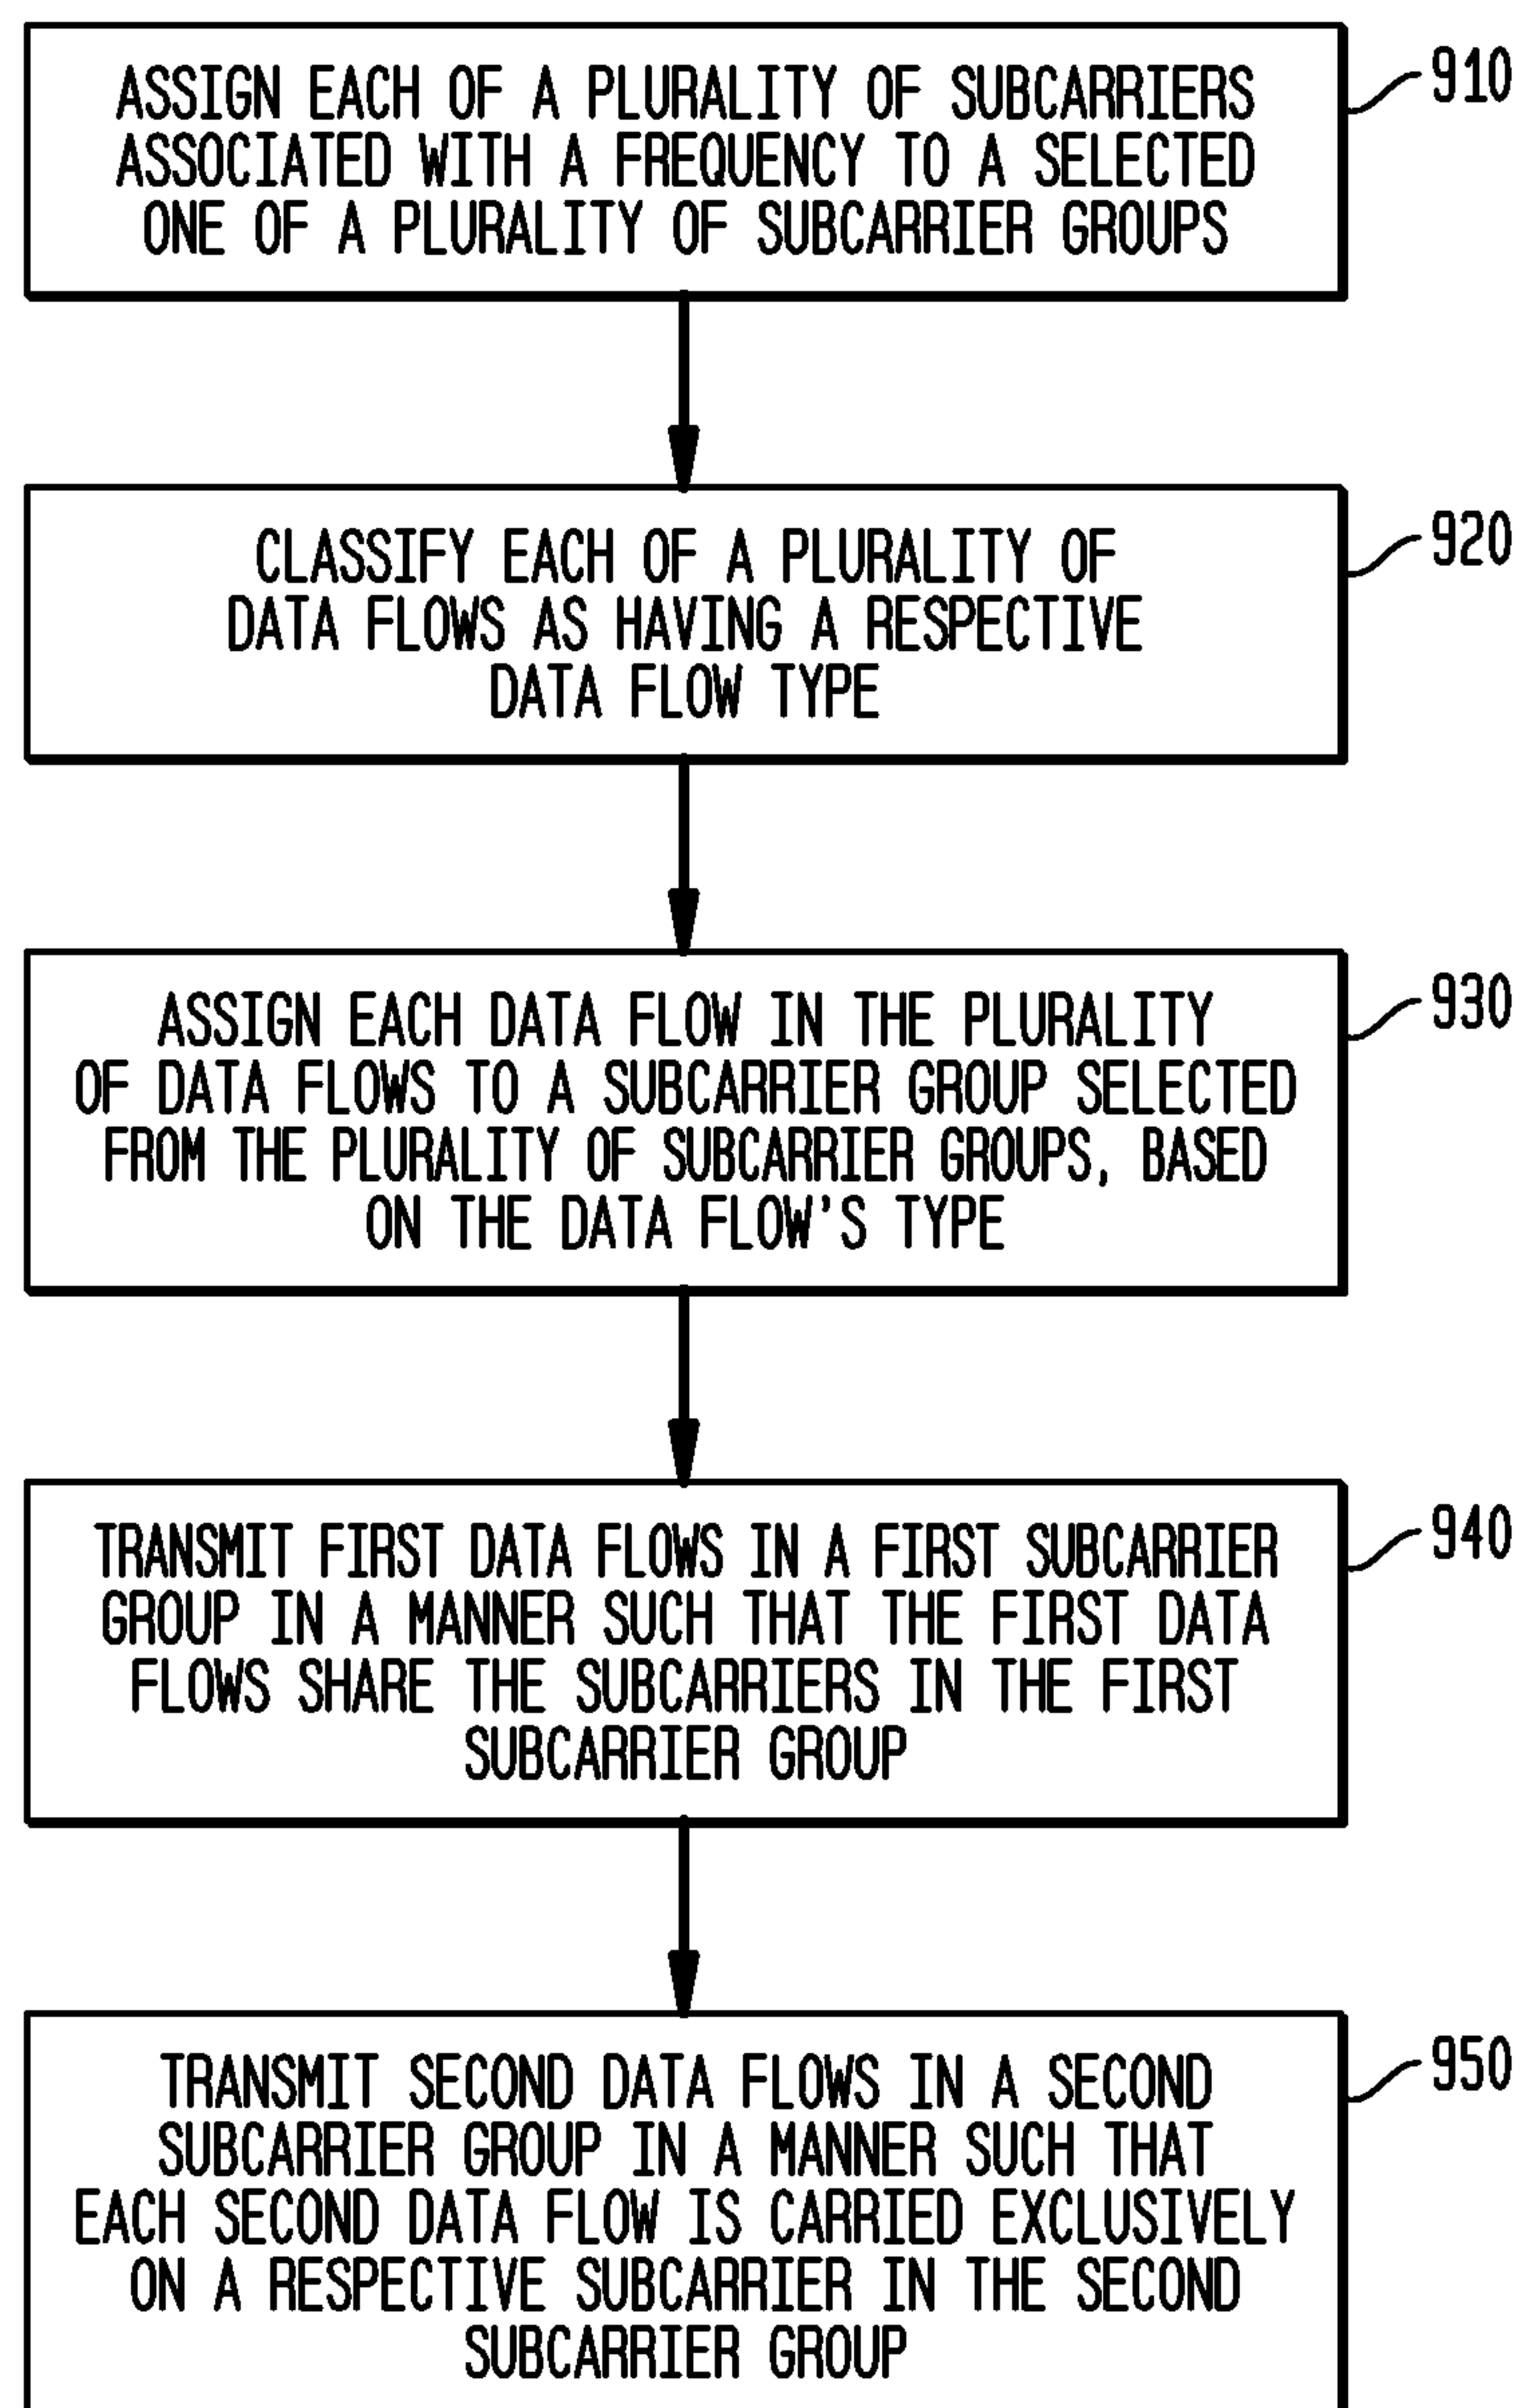 ASSIGN EACH OF A PLURALITY OF SUBCARRIERS
ASSOCIATED WITH A FREQUENCY TO A SELECTED
ONE OF A PLURALITY OF SUBCARRIER GROUPS
910
CLASSIFY EACH OF A PLURALITY OF
DATA FLOWS AS HAVING A RESPECTIVE
DATA FLOW TYPE
920
ASSIGN EACH DATA FLOW IN THE PLURALITY
OF DATA FLOWS TO A SUBCARRIER GROUP SELECTED
FROM THE PLURALITY OF SUBCARRIER GROUPS, BASED
ON THE DATA FLOW'S TYPE
930
TRANSMIT FIRST DATA FLOWS IN A FIRST SUBCARRIER
GROUP IN A MANNER SUCH THAT THE FIRST DATA
FLOWS SHARE THE SUBCARRIERS IN THE FIRST
SUBCARRIER GROUP
940
TRANSMIT SECOND DATA FLOWS IN A SECOND
SUBCARRIER GROUP IN A MANNER SUCH THAT
EACH SECOND DATA FLOW IS CARRIED EXCLUSIVELY
ON A RESPECTIVE SUBCARRIER IN THE SECOND
SUBCARRIER GROUP
950